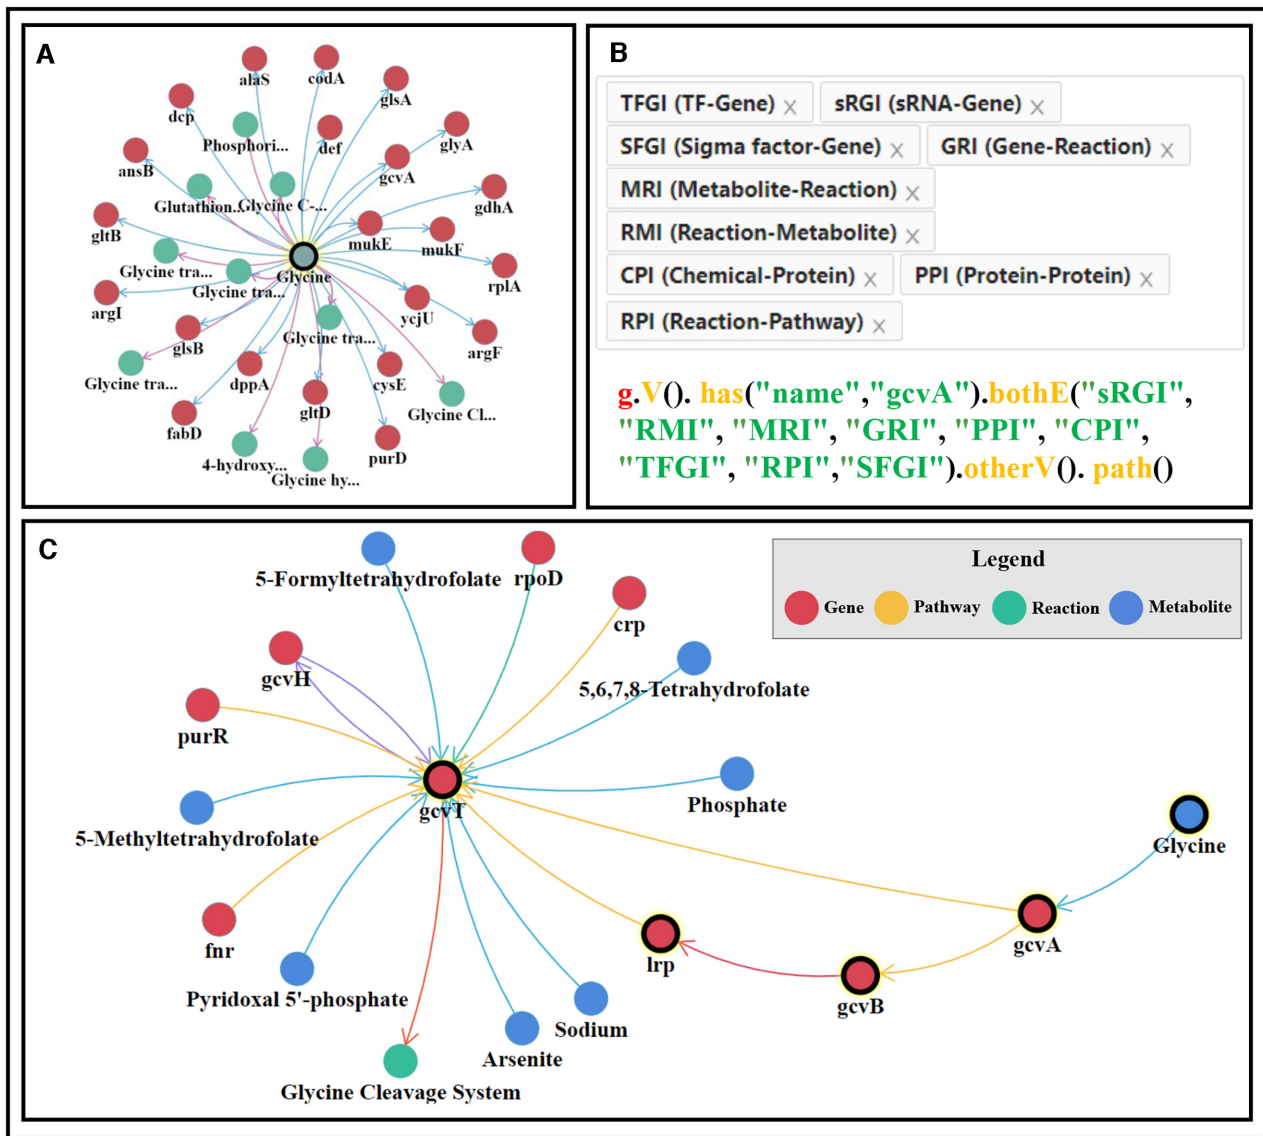 A
alaS
codA
glsA
dcp
Phosphori...
def
glyA
ansB
gcvA
Glutathion...
Glycine C-...
gdhA
gltB
mukE
mukF
Glycine tra...
Glycine
rplA
Glycine tra...
argI
ycjU
glsB
Glycine tra...
argF
Glycine tra...
dppA
cysE
gltD
Glycine Cl...
fabD
4-hydroxy...
purD
Glycine hy...
B
TFGI (TF-Gene) x sRGI (sRNA-Gene) x
SFGI (Sigma factor-Gene) x GRI (Gene-Reaction) x
MRI (Metabolite-Reaction) x
RMI (Reaction-Metabolite) x
CPI (Chemical-Protein) x PPI (Protein-Protein) x
RPI (Reaction-Pathway) x
g.V(). has("name","gcvA").bothE("sRGI",
"RMI", "MRI", "GRI", "PPI", "CPI",
"TFGI", "RPI","SFGI").otherV(). path()
C
Legend
Gene Pathway Reaction Metabolite
5-Formyltetrahydrofolate
rpoD
crp
gcvH
5,6,7,8-Tetrahydrofolate
purR
gcvT
Phosphate
5-Methyltetrahydrofolate
Glycine
fnr
lrp
gcvA
Pyridoxal 5'-phosphate
gcvB
Sodium
Arsenite
Glycine Cleavage System